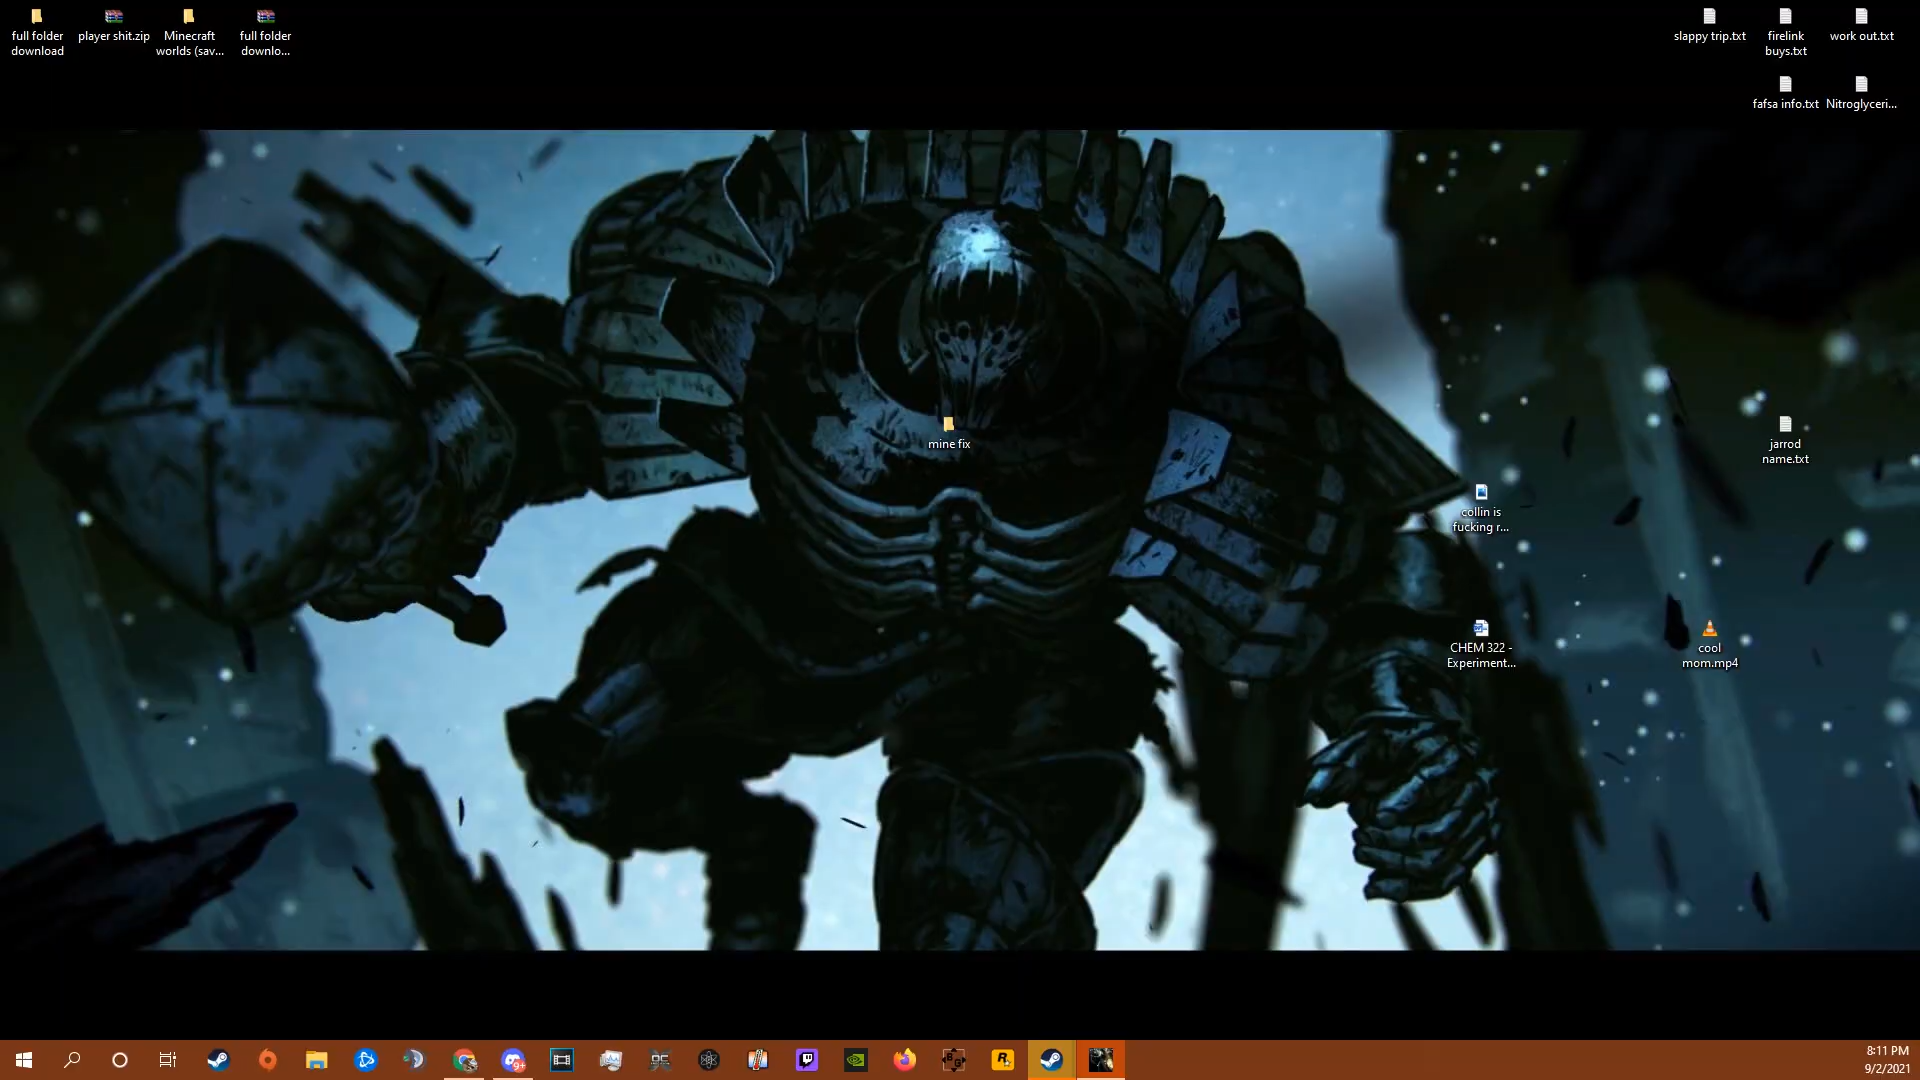 full folder
download
player shit.zip
Minecraft
worlds (sav...
full folder
downlo...
slappy trip.txt
firelink
buys.txt
work out.txt
fafsa info.txt
Nitroglyceri...
mine fix
jarrod
name.txt
collin is
fucking r...
CHEM 322 -
Experiment...
cool
mom.mp4
9+
8:11 PM
9/2/2021